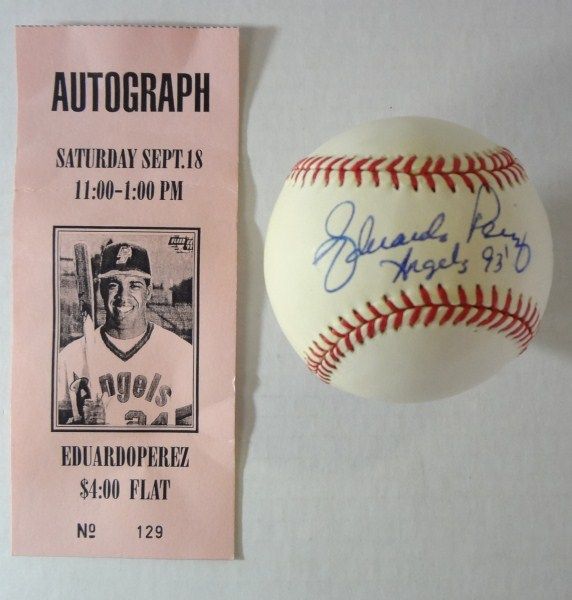 AUTOGRAPH
SATURDAY SEPT.18
11:00-1:00 PM
Angels
24
EDUARDOPEREZ
$4:00 FLAT
Nº 129
Eduardo Perez
Angels 93'